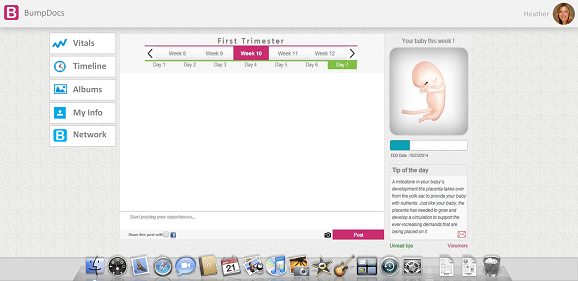 BumpDocs
Heather
Vitals
Timeline
Albums
My Info
Network
First Trimester
Week 8 Week 9 Week 10 Week 11 Week 12
Day 1 Day 2 Day 3 Day 4 Day 5 Day 6 Day 7
Start posting your experiences...
Share this post with
Post
Your baby this week !
EDD Date : 10/23/2014
Tip of the day
A milestone in your baby's
development the placenta takes over
from the yolk sac to provide your baby
with nutrients. Just like your baby, the
placenta has needed to grow and
develop a circulation to support the
ever-increasing demands that are
being placed on it
Unread tips Viewmore
21